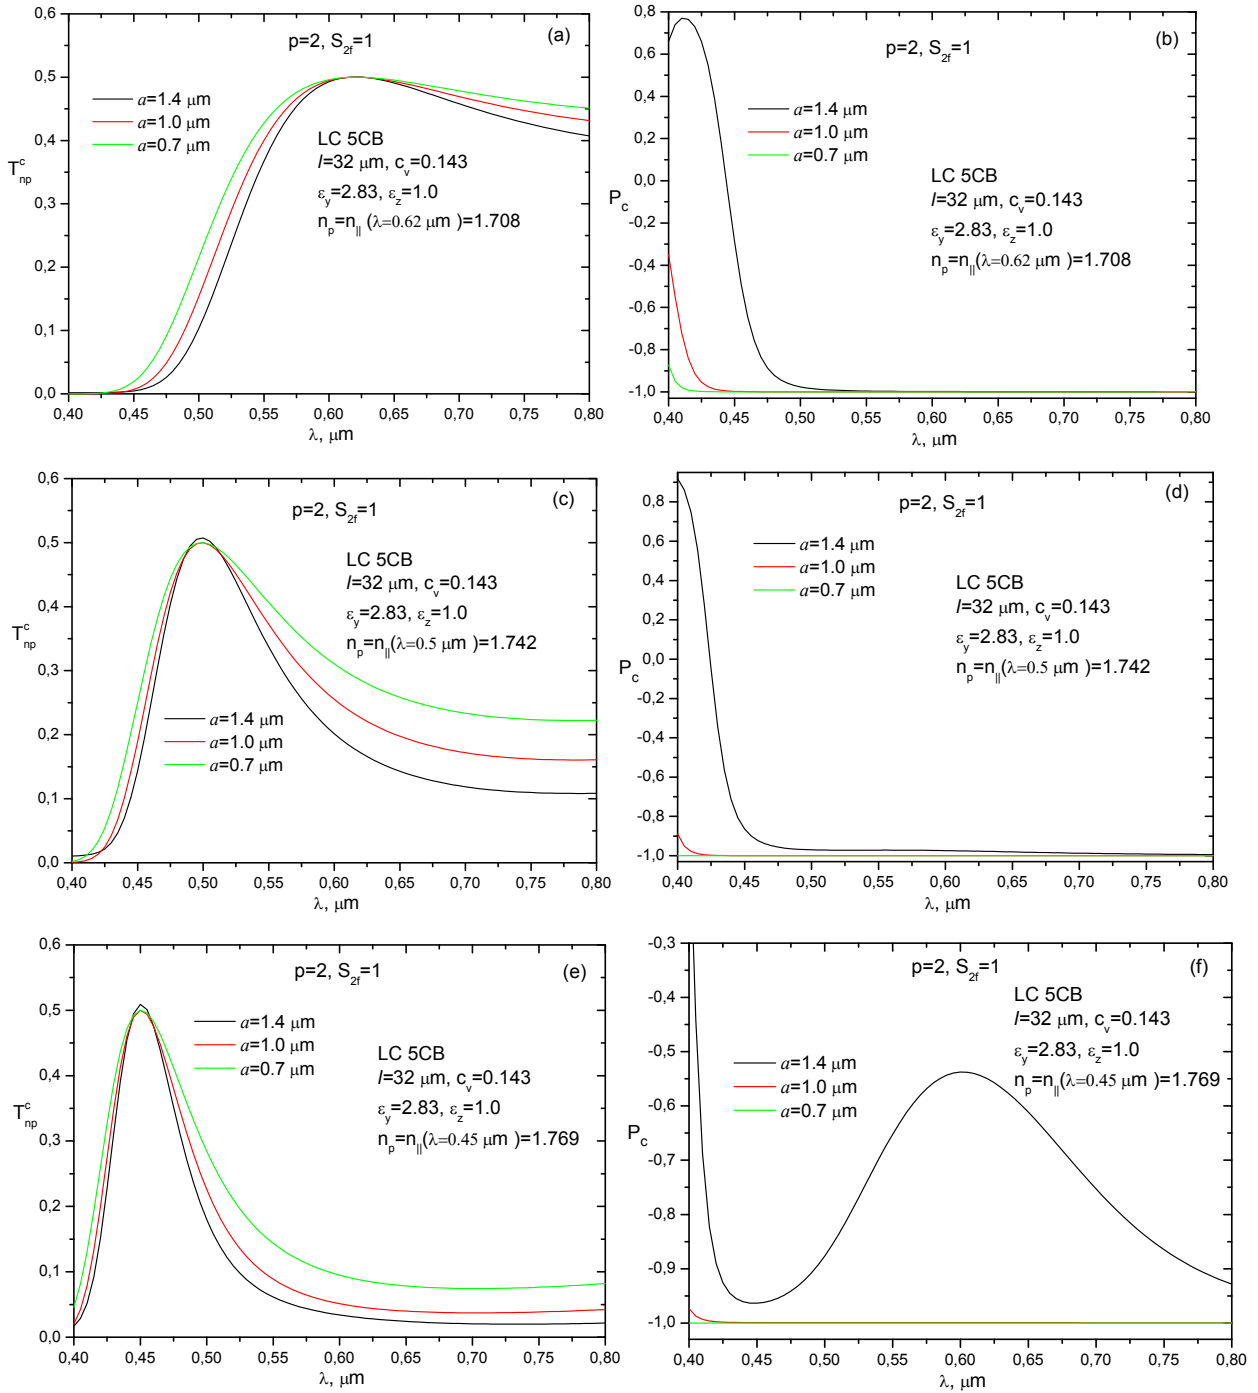 (a)
p=2, S2f=1
a=1.4 μm
a=1.0 μm
a=0.7 μm
LC 5CB
l=32 μm, cv=0.143
εy=2.83, εz=1.0
np=n||(λ=0.62 μm )=1.708
Tnpc
0,6
0,5
0,4
0,3
0,2
0,1
0,0
0,40 0,45 0,50 0,55 0,60 0,65 0,70 0,75 0,80
λ, μm
(b)
p=2, S2f=1
a=1.4 μm
a=1.0 μm
a=0.7 μm
LC 5CB
l=32 μm, cv=0.143
εy=2.83, εz=1.0
np=n||(λ=0.62 μm )=1.708
Pc
0,8
0,6
0,4
0,2
0,0
-0,2
-0,4
-0,6
-0,8
-1,0
0,40 0,45 0,50 0,55 0,60 0,65 0,70 0,75 0,80
λ, μm
(c)
p=2, S2f=1
LC 5CB
l=32 μm, cv=0.143
εy=2.83, εz=1.0
np=n||(λ=0.5 μm )=1.742
a=1.4 μm
a=1.0 μm
a=0.7 μm
Tnpc
0,6
0,5
0,4
0,3
0,2
0,1
0,0
0,40 0,45 0,50 0,55 0,60 0,65 0,70 0,75 0,80
λ, μm
(d)
p=2, S2f=1
a=1.4 μm
a=1.0 μm
a=0.7 μm
LC 5CB
l=32 μm, cv=0.143
εy=2.83, εz=1.0
np=n||(λ=0.5 μm )=1.742
Pc
0,8
0,6
0,4
0,2
0,0
-0,2
-0,4
-0,6
-0,8
-1,0
0,40 0,45 0,50 0,55 0,60 0,65 0,70 0,75 0,80
λ, μm
(e)
p=2, S2f=1
a=1.4 μm
a=1.0 μm
a=0.7 μm
LC 5CB
l=32 μm, cv=0.143
εy=2.83, εz=1.0
np=n||(λ=0.45 μm )=1.769
Tnpc
0,6
0,5
0,4
0,3
0,2
0,1
0,0
0,40 0,45 0,50 0,55 0,60 0,65 0,70 0,75 0,80
λ, μm
(f)
p=2, S2f=1
LC 5CB
l=32 μm, cv=0.143
εy=2.83, εz=1.0
np=n||(λ=0.45 μm )=1.769
a=1.4 μm
a=1.0 μm
a=0.7 μm
Pc
-0,3
-0,4
-0,5
-0,6
-0,7
-0,8
-0,9
-1,0
0,40 0,45 0,50 0,55 0,60 0,65 0,70 0,75 0,80
λ, μm